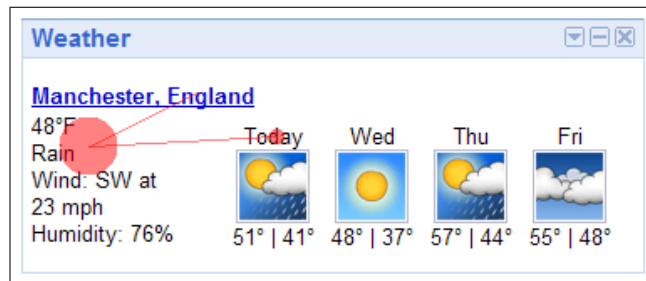 Weather
Manchester, England
48°F
Rain
Wind: SW at
23 mph
Humidity: 76%
Today Wed Thu Fri
51° | 41° 48° | 37° 57° | 44° 55° | 48°